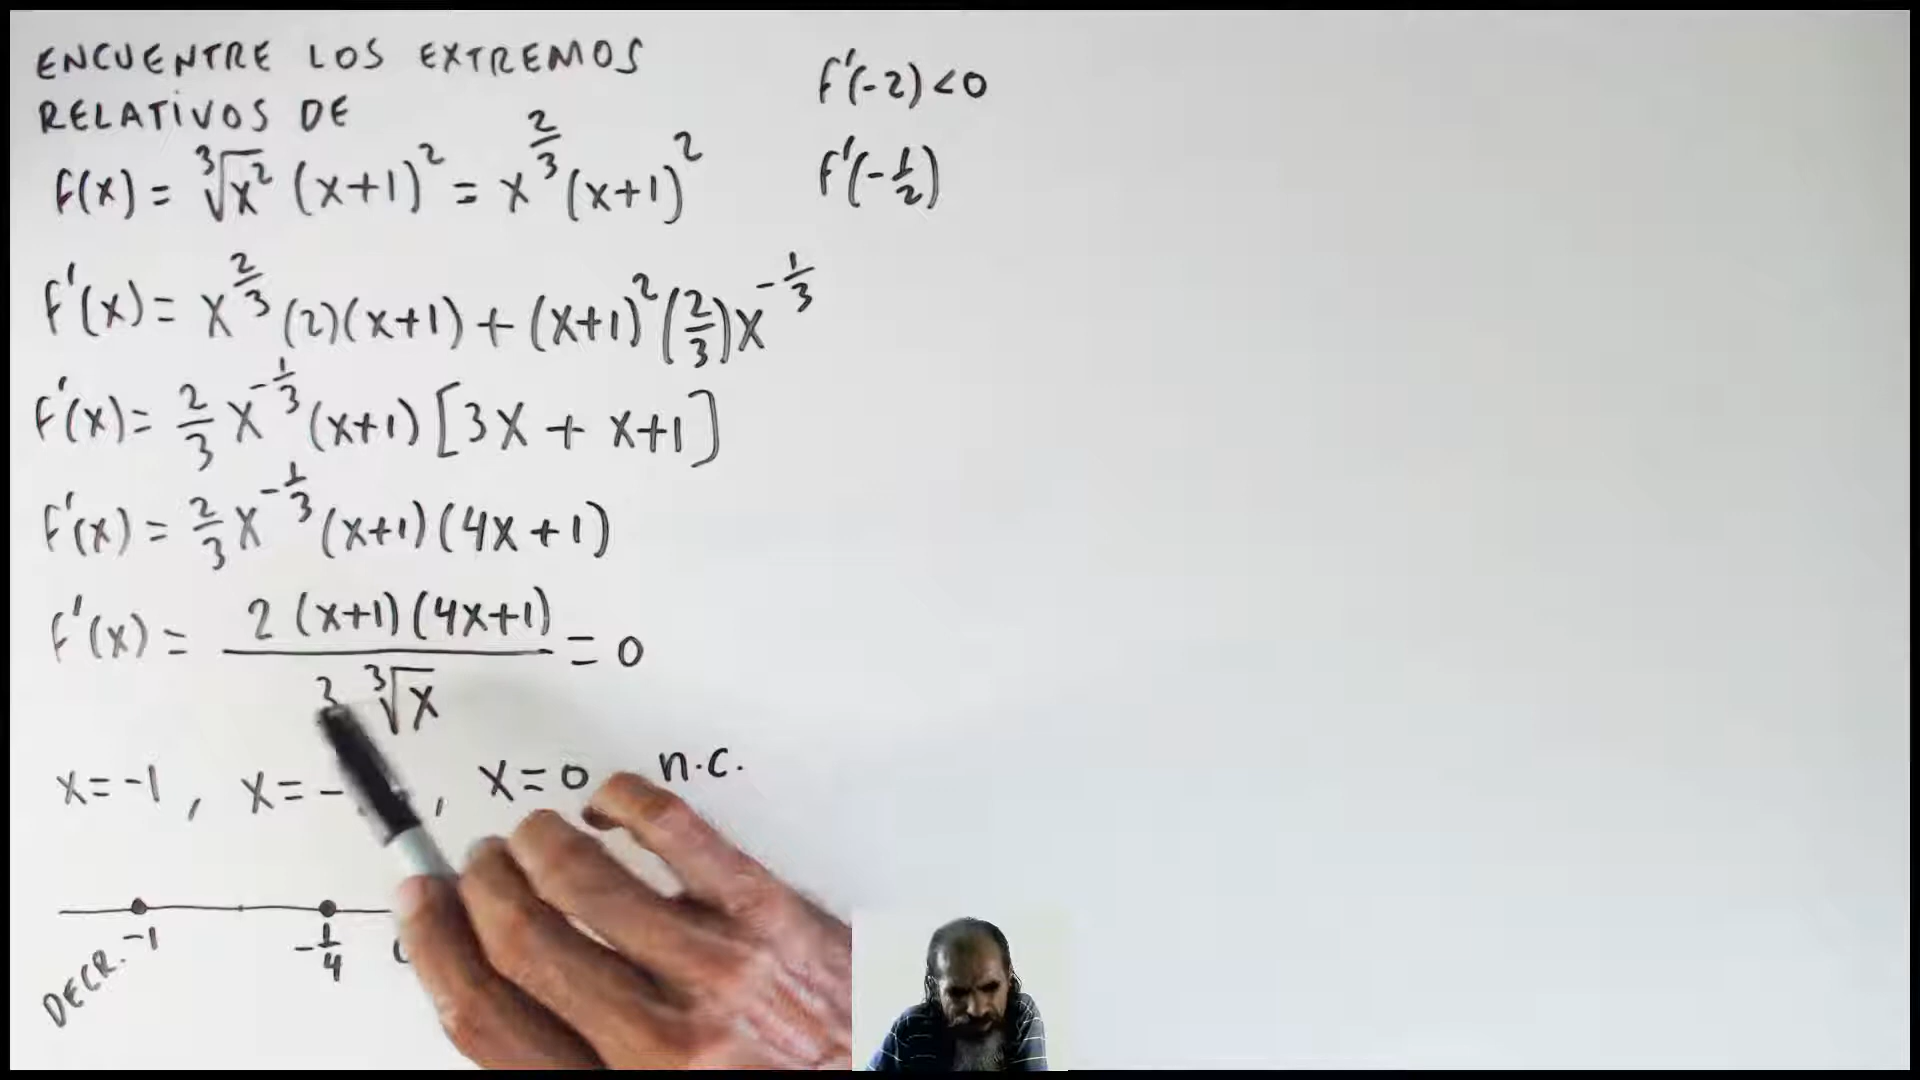 ENCUENTRE LOS EXTREMOS
RELATIVOS DE
f(x) = ∛x² (x+1)² = x^(2/3) (x+1)²
f'(x) = x^(2/3) (2)(x+1) + (x+1)² (2/3) x^(-1/3)
f'(x) = 2/3 x^(-1/3) (x+1) [3x + x+1]
f'(x) = 2/3 x^(-1/3) (x+1)(4x+1)
f'(x) = 2(x+1)(4x+1) / 3 ∛x = 0
x = -1 , x = - , x = 0 n.c.
-1 -1/4
DECR.
f'(-2) < 0
f'(-1/2)